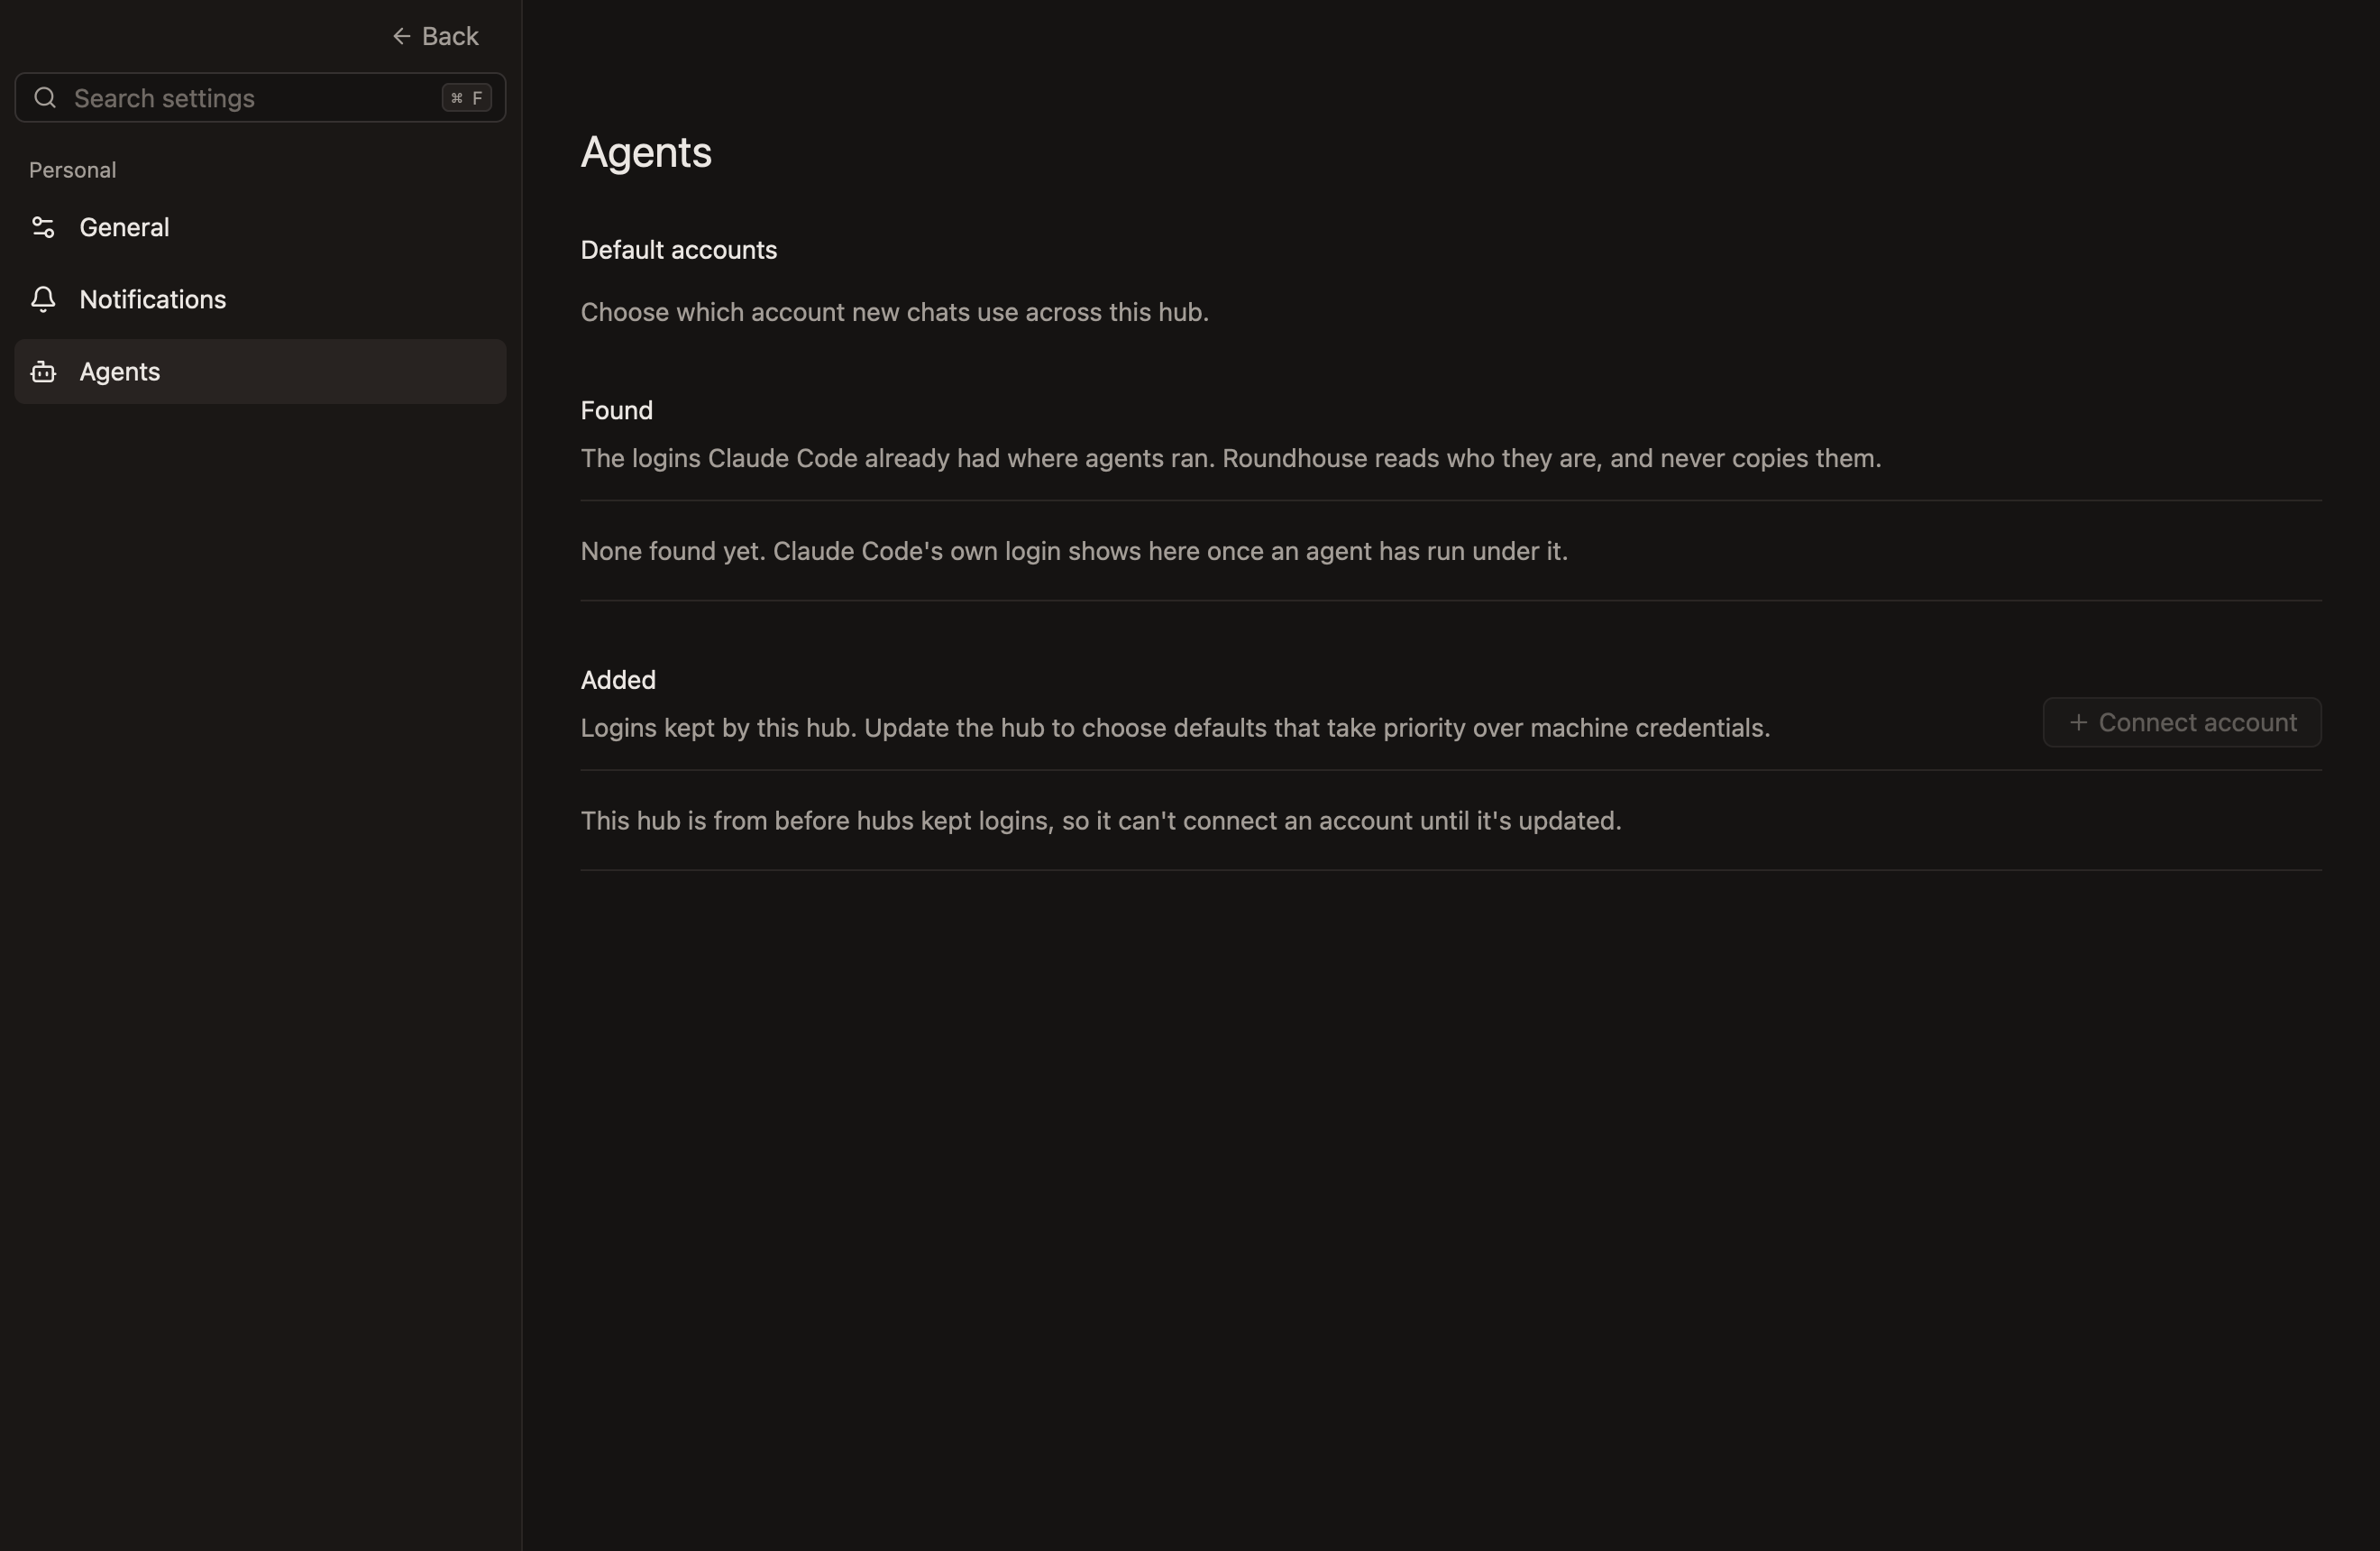 Back
Search settings
⌘ F
Personal
General
Notifications
Agents
Agents
Default accounts
Choose which account new chats use across this hub.
Found
The logins Claude Code already had where agents ran. Roundhouse reads who they are, and never copies them.
None found yet. Claude Code's own login shows here once an agent has run under it.
Added
Logins kept by this hub. Update the hub to choose defaults that take priority over machine credentials.
+ Connect account
This hub is from before hubs kept logins, so it can't connect an account until it's updated.